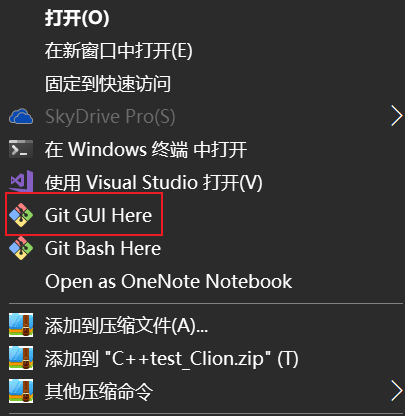 打开(O)
在新窗口中打开(E)
固定到快速访问
SkyDrive Pro(S)
在 Windows 终端 中打开
使用 Visual Studio 打开(V)
Git GUI Here
Git Bash Here
Open as OneNote Notebook
添加到压缩文件(A)...
添加到 "C++test_Clion.zip" (T)
其他压缩命令